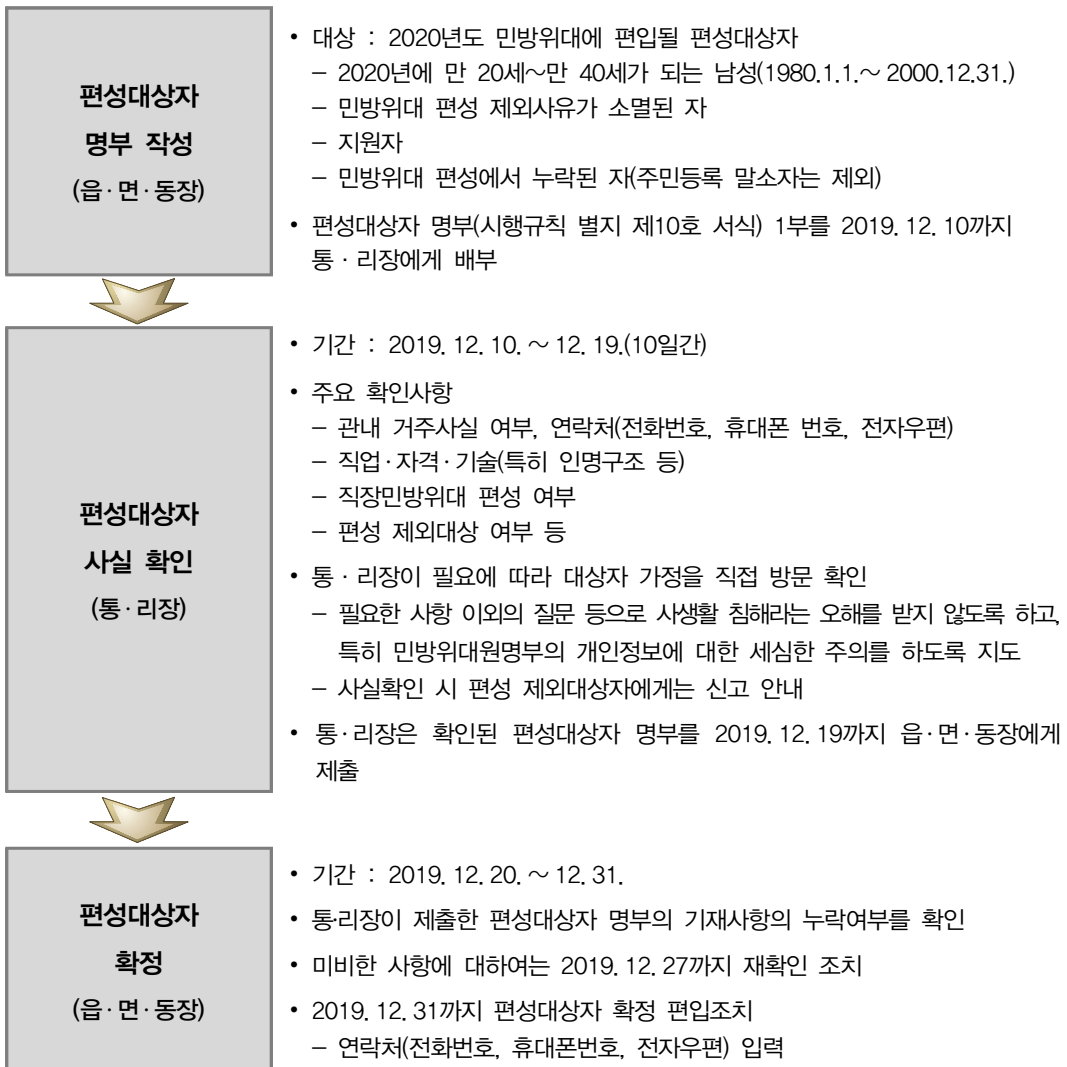 편성대상자
명부 작성
(읍·면·동장)
• 대상 : 2020년도 민방위대에 편입될 편성대상자
– 2020년에 만 20세～만 40세가 되는 남성(1980.1.1.～ 2000.12.31.)
– 민방위대 편성 제외사유가 소멸된 자
– 지원자
– 민방위대 편성에서 누락된 자(주민등록 말소자는 제외)
• 편성대상자 명부(시행규칙 별지 제10호 서식) 1부를 2019. 12. 10까지
통 · 리장에게 배부
편성대상자
사실 확인
(통·리장)
• 기간 : 2019. 12. 10. ～ 12. 19.(10일간)
• 주요 확인사항
– 관내 거주사실 여부, 연락처(전화번호, 휴대폰 번호, 전자우편)
– 직업·자격·기술(특히 인명구조 등)
– 직장민방위대 편성 여부
– 편성 제외대상 여부 등
• 통 · 리장이 필요에 따라 대상자 가정을 직접 방문 확인
– 필요한 사항 이외의 질문 등으로 사생활 침해라는 오해를 받지 않도록 하고,
특히 민방위대원명부의 개인정보에 대한 세심한 주의를 하도록 지도
– 사실확인 시 편성 제외대상자에게는 신고 안내
• 통·리장은 확인된 편성대상자 명부를 2019. 12. 19까지 읍·면·동장에게
제출
편성대상자
확정
(읍·면·동장)
• 기간 : 2019. 12. 20. ～ 12. 31.
• 통·리장이 제출한 편성대상자 명부의 기재사항의 누락여부를 확인
• 미비한 사항에 대하여는 2019. 12. 27까지 재확인 조치
• 2019. 12. 31까지 편성대상자 확정 편입조치
– 연락처(전화번호, 휴대폰번호, 전자우편) 입력